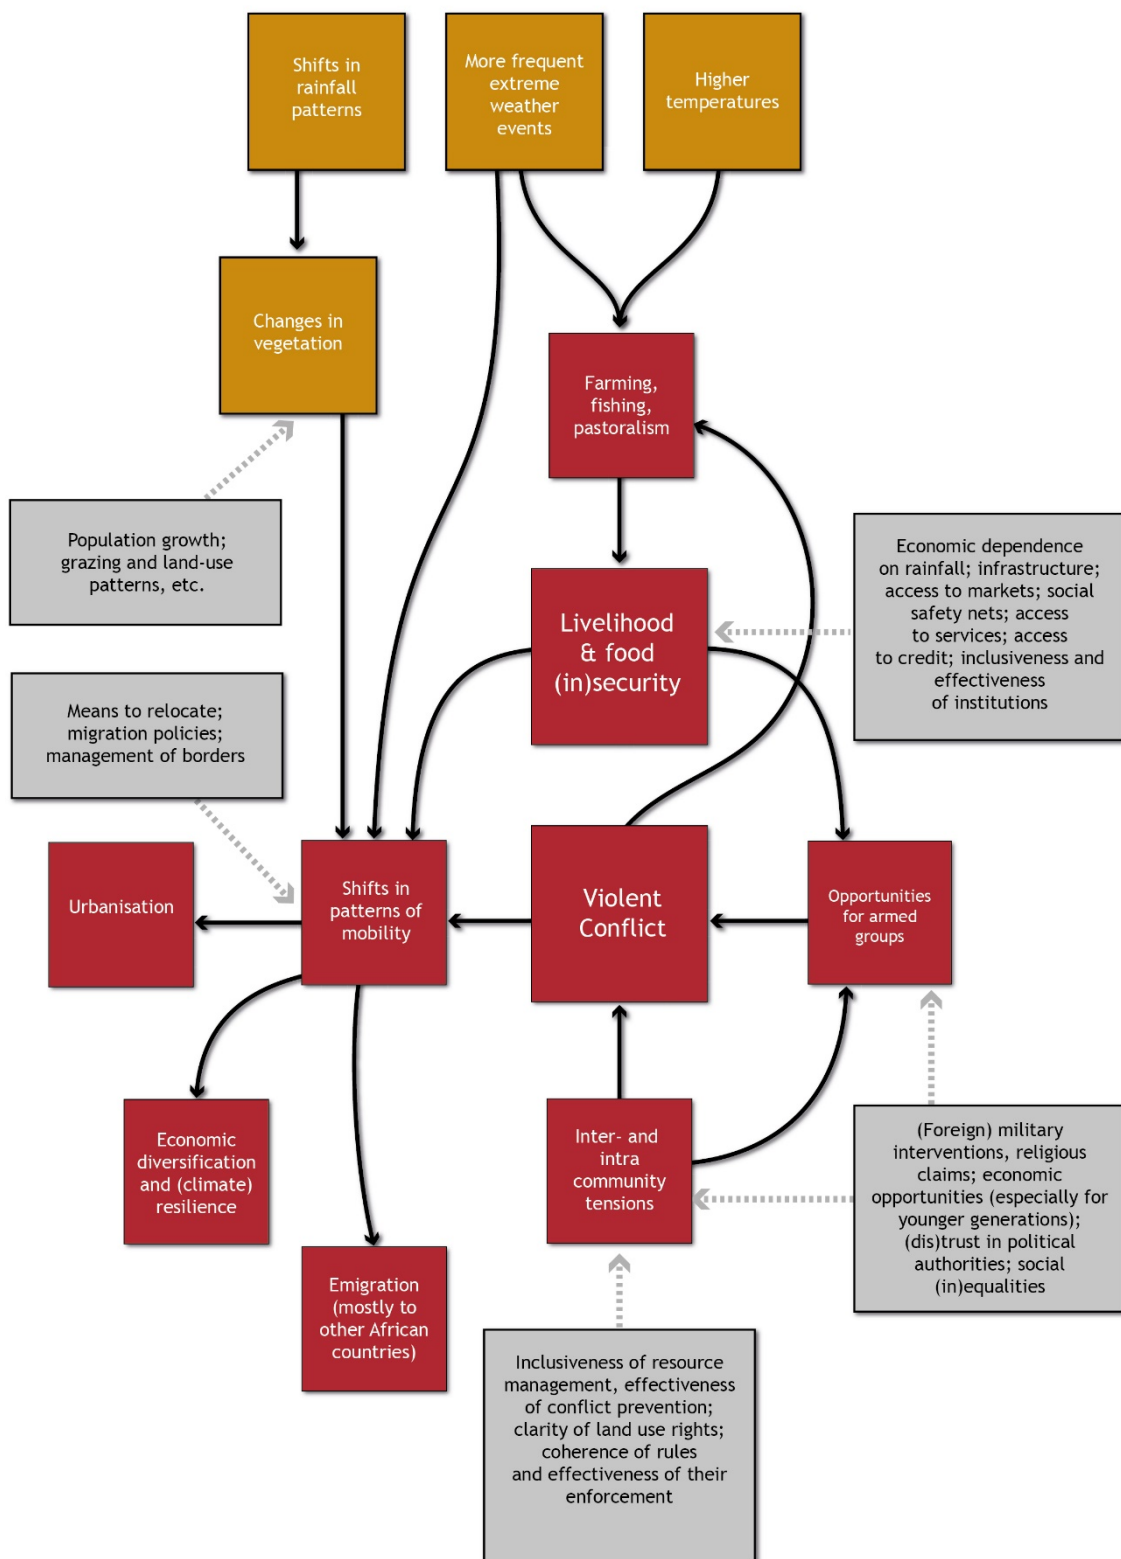 Shifts in
rainfall
patterns
More frequent
extreme
weather
events
Higher
temperatures
Changes in
vegetation
Farming,
fishing,
pastoralism
Population growth;
grazing and land-use
patterns, etc.
Economic dependence
on rainfall; infrastructure;
access to markets; social
safety nets; access
to services; access
to credit; inclusiveness and
effectiveness
of institutions
Livelihood
& food
(in)security
Means to relocate;
migration policies;
management of borders
Urbanisation
Shifts in
patterns of
mobility
Violent
Conflict
Opportunities
for armed
groups
Economic
diversification
and (climate)
resilience
Inter- and
intra
community
tensions
(Foreign) military
interventions, religious
claims; economic
opportunities (especially for
younger generations);
(dis)trust in political
authorities; social
(in)equalities
Emigration
(mostly to
other African
countries)
Inclusiveness of resource
management, effectiveness
of conflict prevention;
clarity of land use rights;
coherence of rules
and effectiveness of their
enforcement